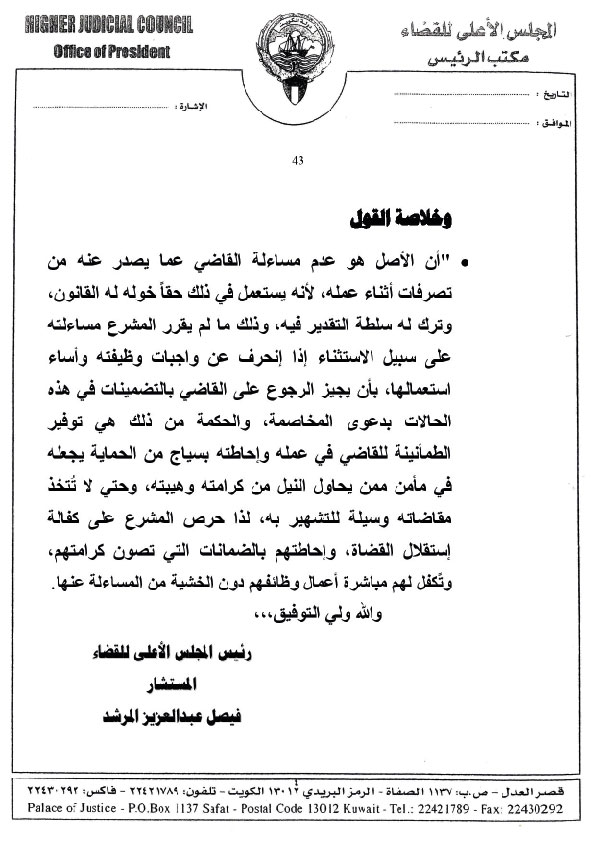 HIGHER JUDICIAL COUNCIL
Office of President
المجلس الأعلى للقضاء
مكتب الرئيس
التاريخ :
الموافق :
الإشارة :
43
وخلاصة القول
• "أن الأصل هو عدم مساءلة القاضي عما يصدر عنه من
تصرفات أثناء عمله، لأنه يستعمل في ذلك حقاً خوله له القانون،
وترك له سلطة التقدير فيه، وذلك ما لم يقرر المشرع مساءلته
على سبيل الاستثناء إذا إنحرف عن واجبات وظيفته وأساء
استعمالها، بأن يجيز الرجوع على القاضي بالتضمينات في هذه
الحالات بدعوى المخاصمة، والحكمة من ذلك هي توفير
الطمأنينة للقاضي في عمله وإحاطته بسياج من الحماية يجعله
في مأمن ممن يحاول النيل من كرامته وهيبته، وحتي لا تُتخذ
مقاضاته وسيلة للتشهير به، لذا حرص المشرع على كفالة
إستقلال القضاة، وإحاطتهم بالضمانات التي تصون كرامتهم،
وتُكفل لهم مباشرة أعمال وظائفهم دون الخشية من المساءلة عنها.
والله ولي التوفيق،،،
رئيس المجلس الأعلى للقضاء
المستشار
فيصل عبدالعزيز المرشد
قصر العدل - ص.ب: ١١٣٧ الصفاة - الرمز البريدي ١٣٠١٢ الكويت - تلفون: ٢٢٤٢١٧٨٩ - فاكس: ٢٢٤٣٠٢٩٢
Palace of Justice - P.O.Box 1137 Safat - Postal Code 13012 Kuwait - Tel.: 22421789 - Fax: 22430292